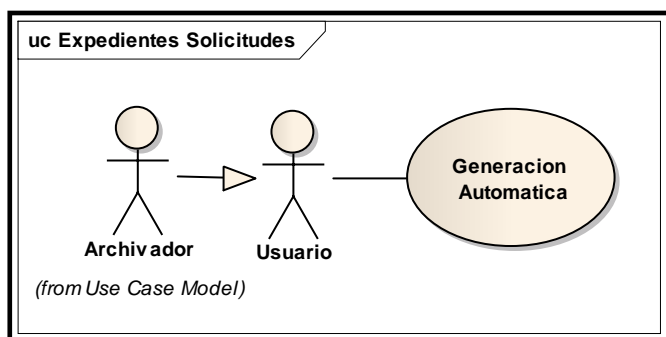 uc Expedientes Solicitudes
Generacion
Automatica
Archivador
Usuario
(from Use Case Model)